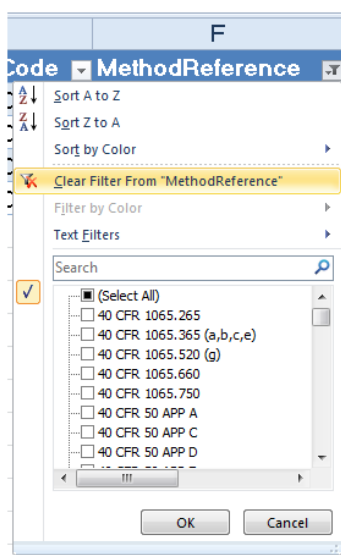 F
Code MethodReference
Sort A to Z
Sort Z to A
Sort by Color
Clear Filter From "MethodReference"
Filter by Color
Text Filters
Search
(Select All)
40 CFR 1065.265
40 CFR 1065.365 (a,b,c,e)
40 CFR 1065.520 (g)
40 CFR 1065.660
40 CFR 1065.750
40 CFR 50 APP A
40 CFR 50 APP C
40 CFR 50 APP D
OK Cancel